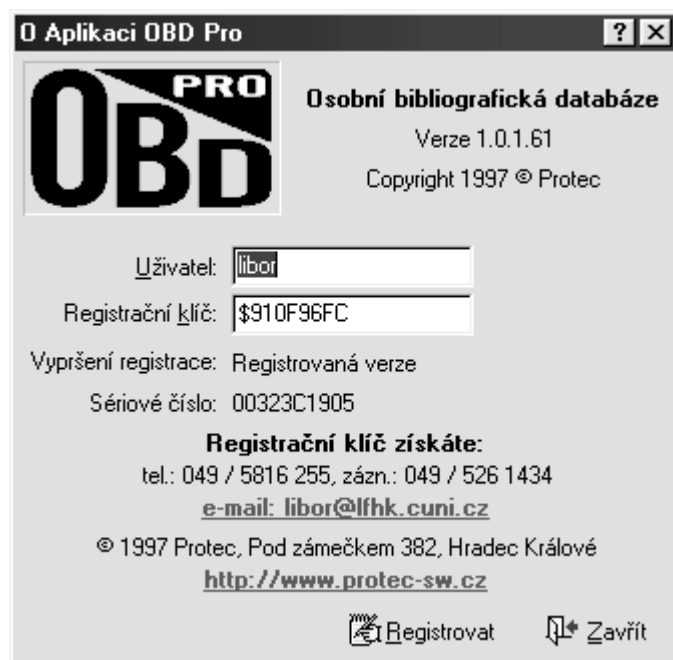 O Aplikaci OBD Pro
PRO
OBD
Osobní bibliografická databáze
Verze 1.0.1.61
Copyright 1997 © Protec
Uživatel: libor
Registrační klíč: $910F96FC
Vypršení registrace: Registrovaná verze
Sériové číslo: 00323C1905
Registrační klíč získáte:
tel.: 049 / 5816 255, zázn.: 049 / 526 1434
e-mail: libor@lfhk.cuni.cz
© 1997 Protec, Pod zámečkem 382, Hradec Králové
http://www.protec-sw.cz
Registrovat Zavřít